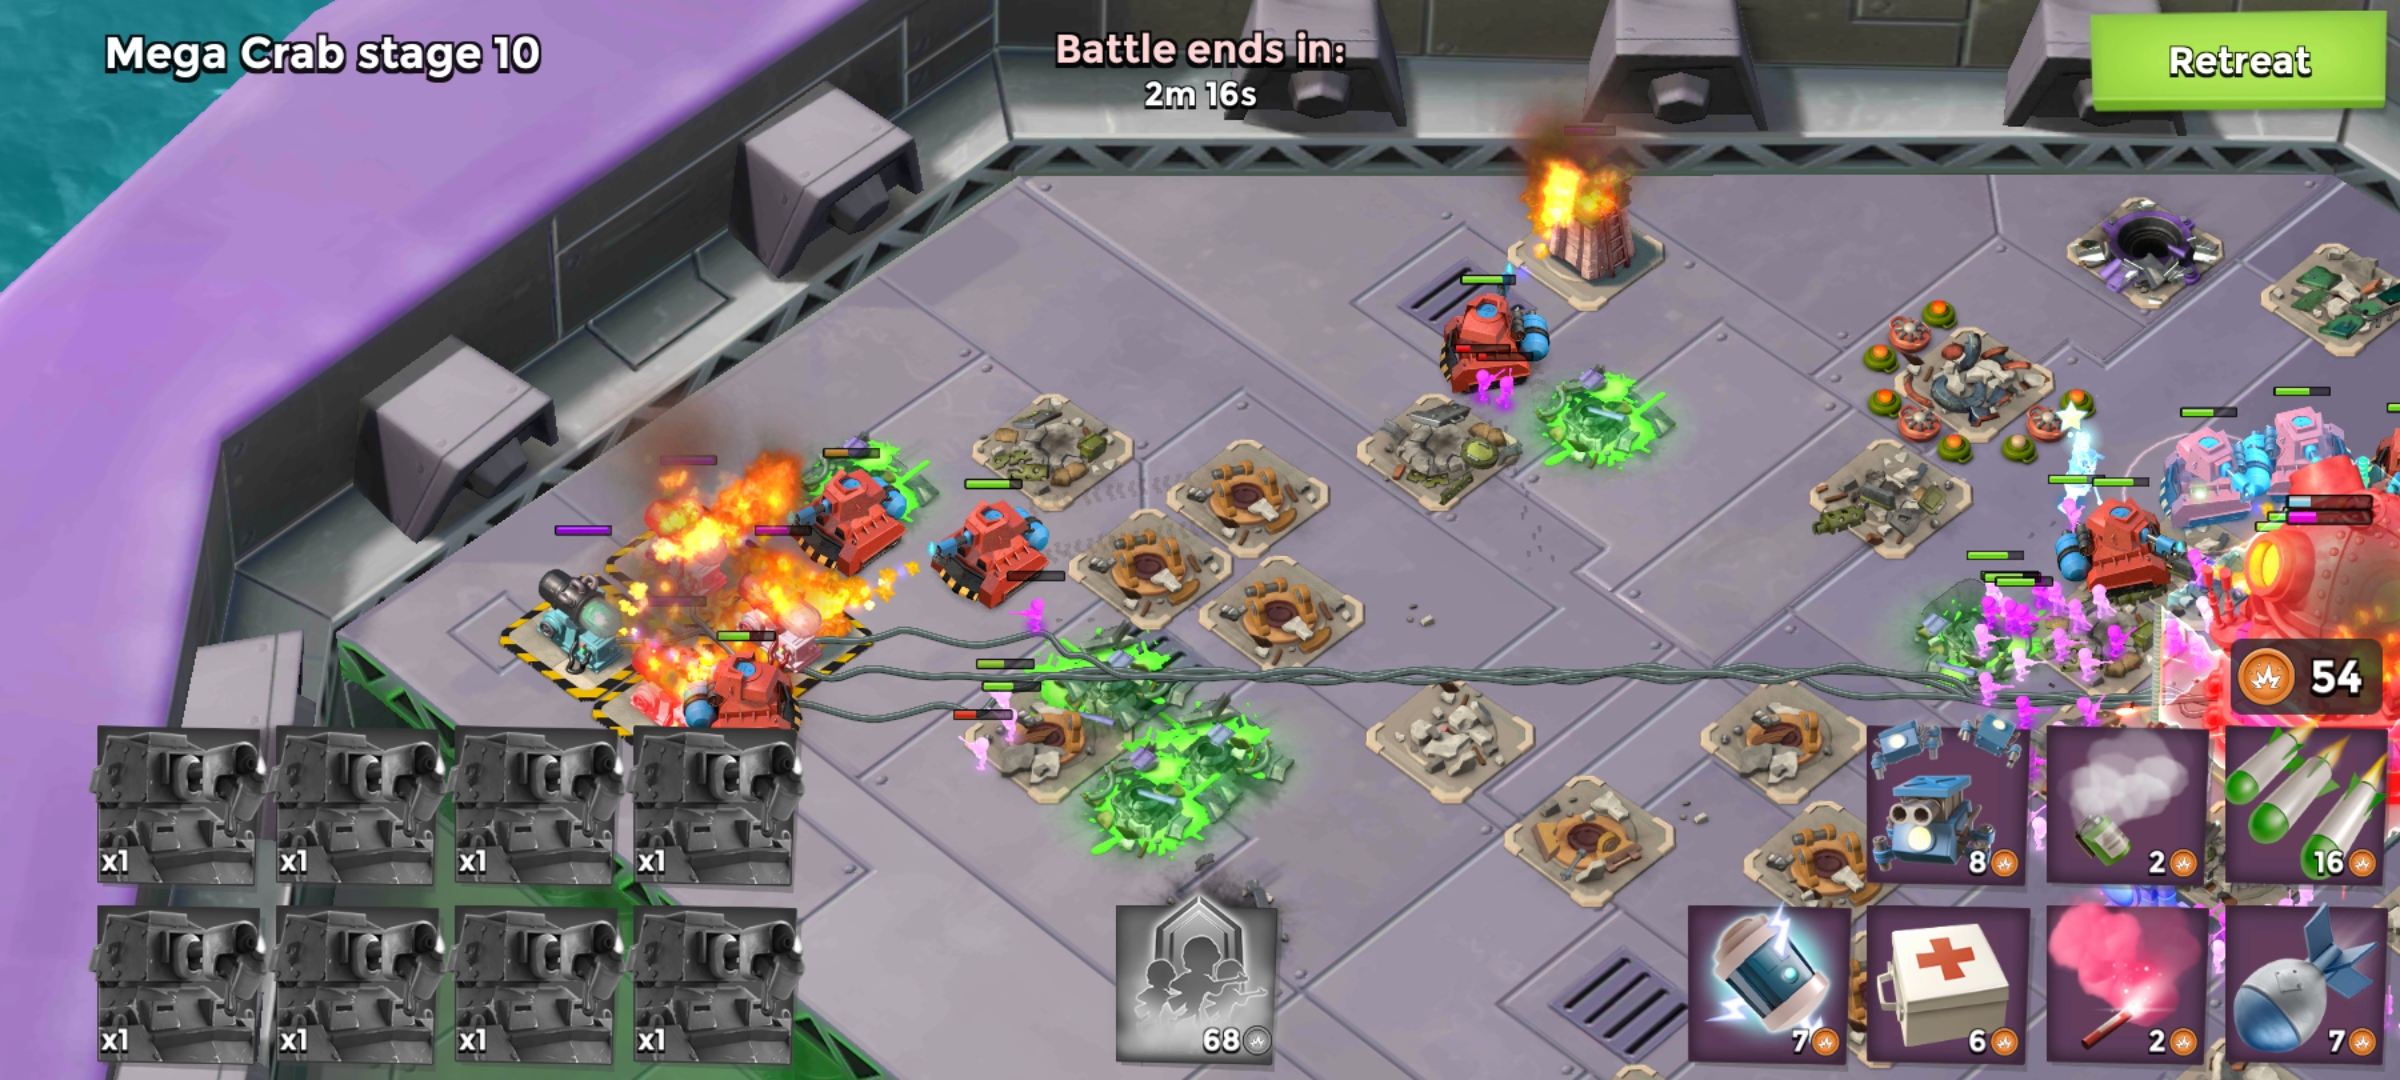 Mega Crab stage 10
Battle ends in:
2m 16s
Retreat
54
x1 x1 x1 x1
8 2 16
x1 x1 x1 x1
68
7 6 2 7